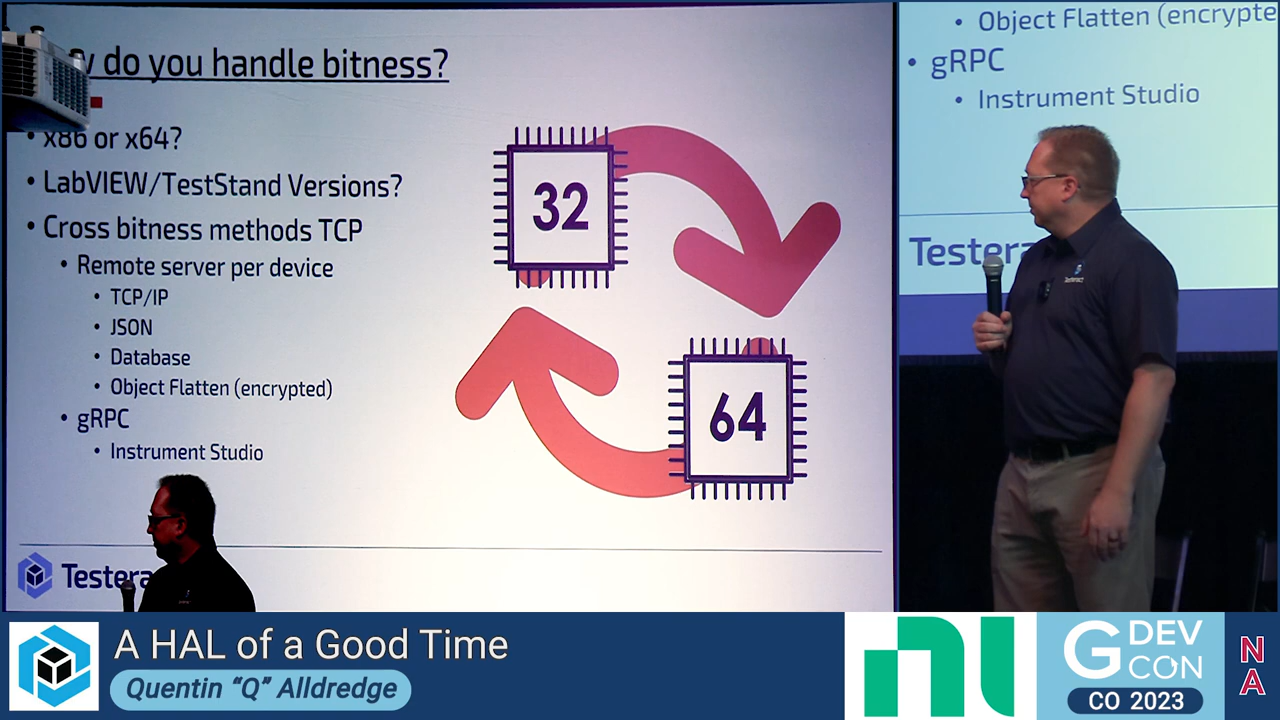 do you handle bitness?
• x86 or x64?
• LabVIEW/TestStand Versions?
• Cross bitness methods TCP
• Remote server per device
• TCP/IP
• JSON
• Database
• Object Flatten (encrypted)
• gRPC
• Instrument Studio
32
64
Testera
• Object Flatten (encrypte
• gRPC
• Instrument Studio
Testera
Testeract
A HAL of a Good Time
Quentin “Q” Alldredge
ni
G DEV CON
CO 2023
NA